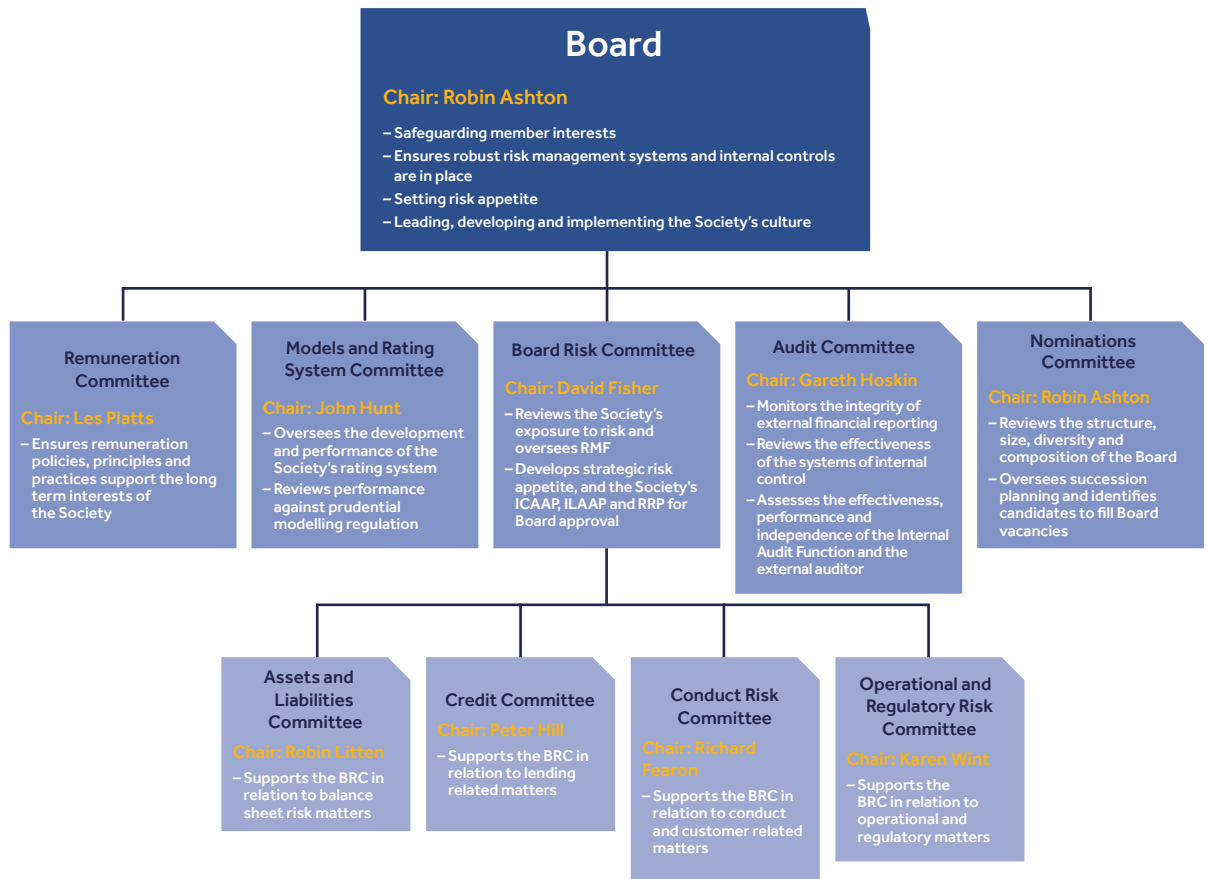 Board
Chair: Robin Ashton
– Safeguarding member interests
– Ensures robust risk management systems and internal controls
are in place
– Setting risk appetite
– Leading, developing and implementing the Society's culture
Remuneration
Committee
Chair: Les Platts
– Ensures remuneration
policies, principles and
practices support the long
term interests of
the Society
Models and Rating
System Committee
Chair: John Hunt
– Oversees the development
and performance of the
Society's rating system
– Reviews performance
against prudential
modelling regulation
Board Risk Committee
Chair: David Fisher
– Reviews the Society's
exposure to risk and
oversees RMF
– Develops strategic risk
appetite, and the Society's
ICAAP, ILAAP and RRP for
Board approval
Audit Committee
Chair: Gareth Hoskin
– Monitors the integrity of
external financial reporting
– Reviews the effectiveness
of the systems of internal
control
– Assesses the effectiveness,
performance and
independence of the Internal
Audit Function and the
external auditor
Nominations
Committee
Chair: Robin Ashton
– Reviews the structure,
size, diversity and
composition of the Board
– Oversees succession
planning and identifies
candidates to fill Board
vacancies
Assets and
Liabilities
Committee
Chair: Robin Litten
– Supports the BRC in
relation to balance
sheet risk matters
Credit Committee
Chair: Peter Hill
– Supports the BRC in
relation to lending
related matters
Conduct Risk
Committee
Chair: Richard
Fearon
– Supports the BRC in
relation to conduct
and customer related
matters
Operational and
Regulatory Risk
Committee
Chair: Karen Wint
– Supports the
BRC in relation to
operational and
regulatory matters